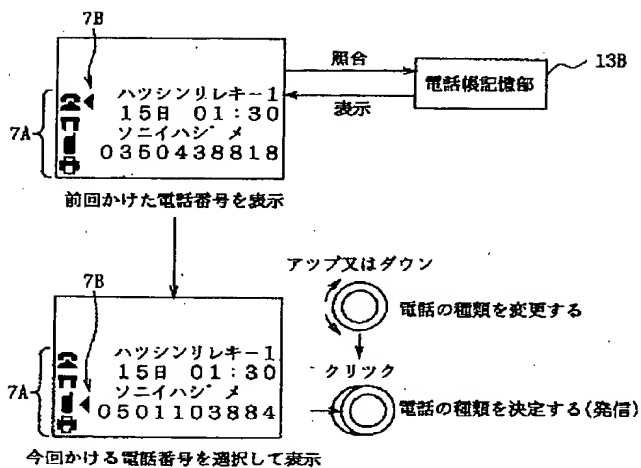 7B
照合
13B
電話帳記憶部
表示
7A
ハツシンリレキー1
15日 01:30
ソニイハジメ
0350438818
前回かけた電話番号を表示
アツプ又はダウン
電話の種類を変更する
7B
7A
ハツシンリレキー1
15日 01:30
ソニイハジメ
0501103884
クリツク
電話の種類を決定する(発信)
今回かける電話番号を選択して表示